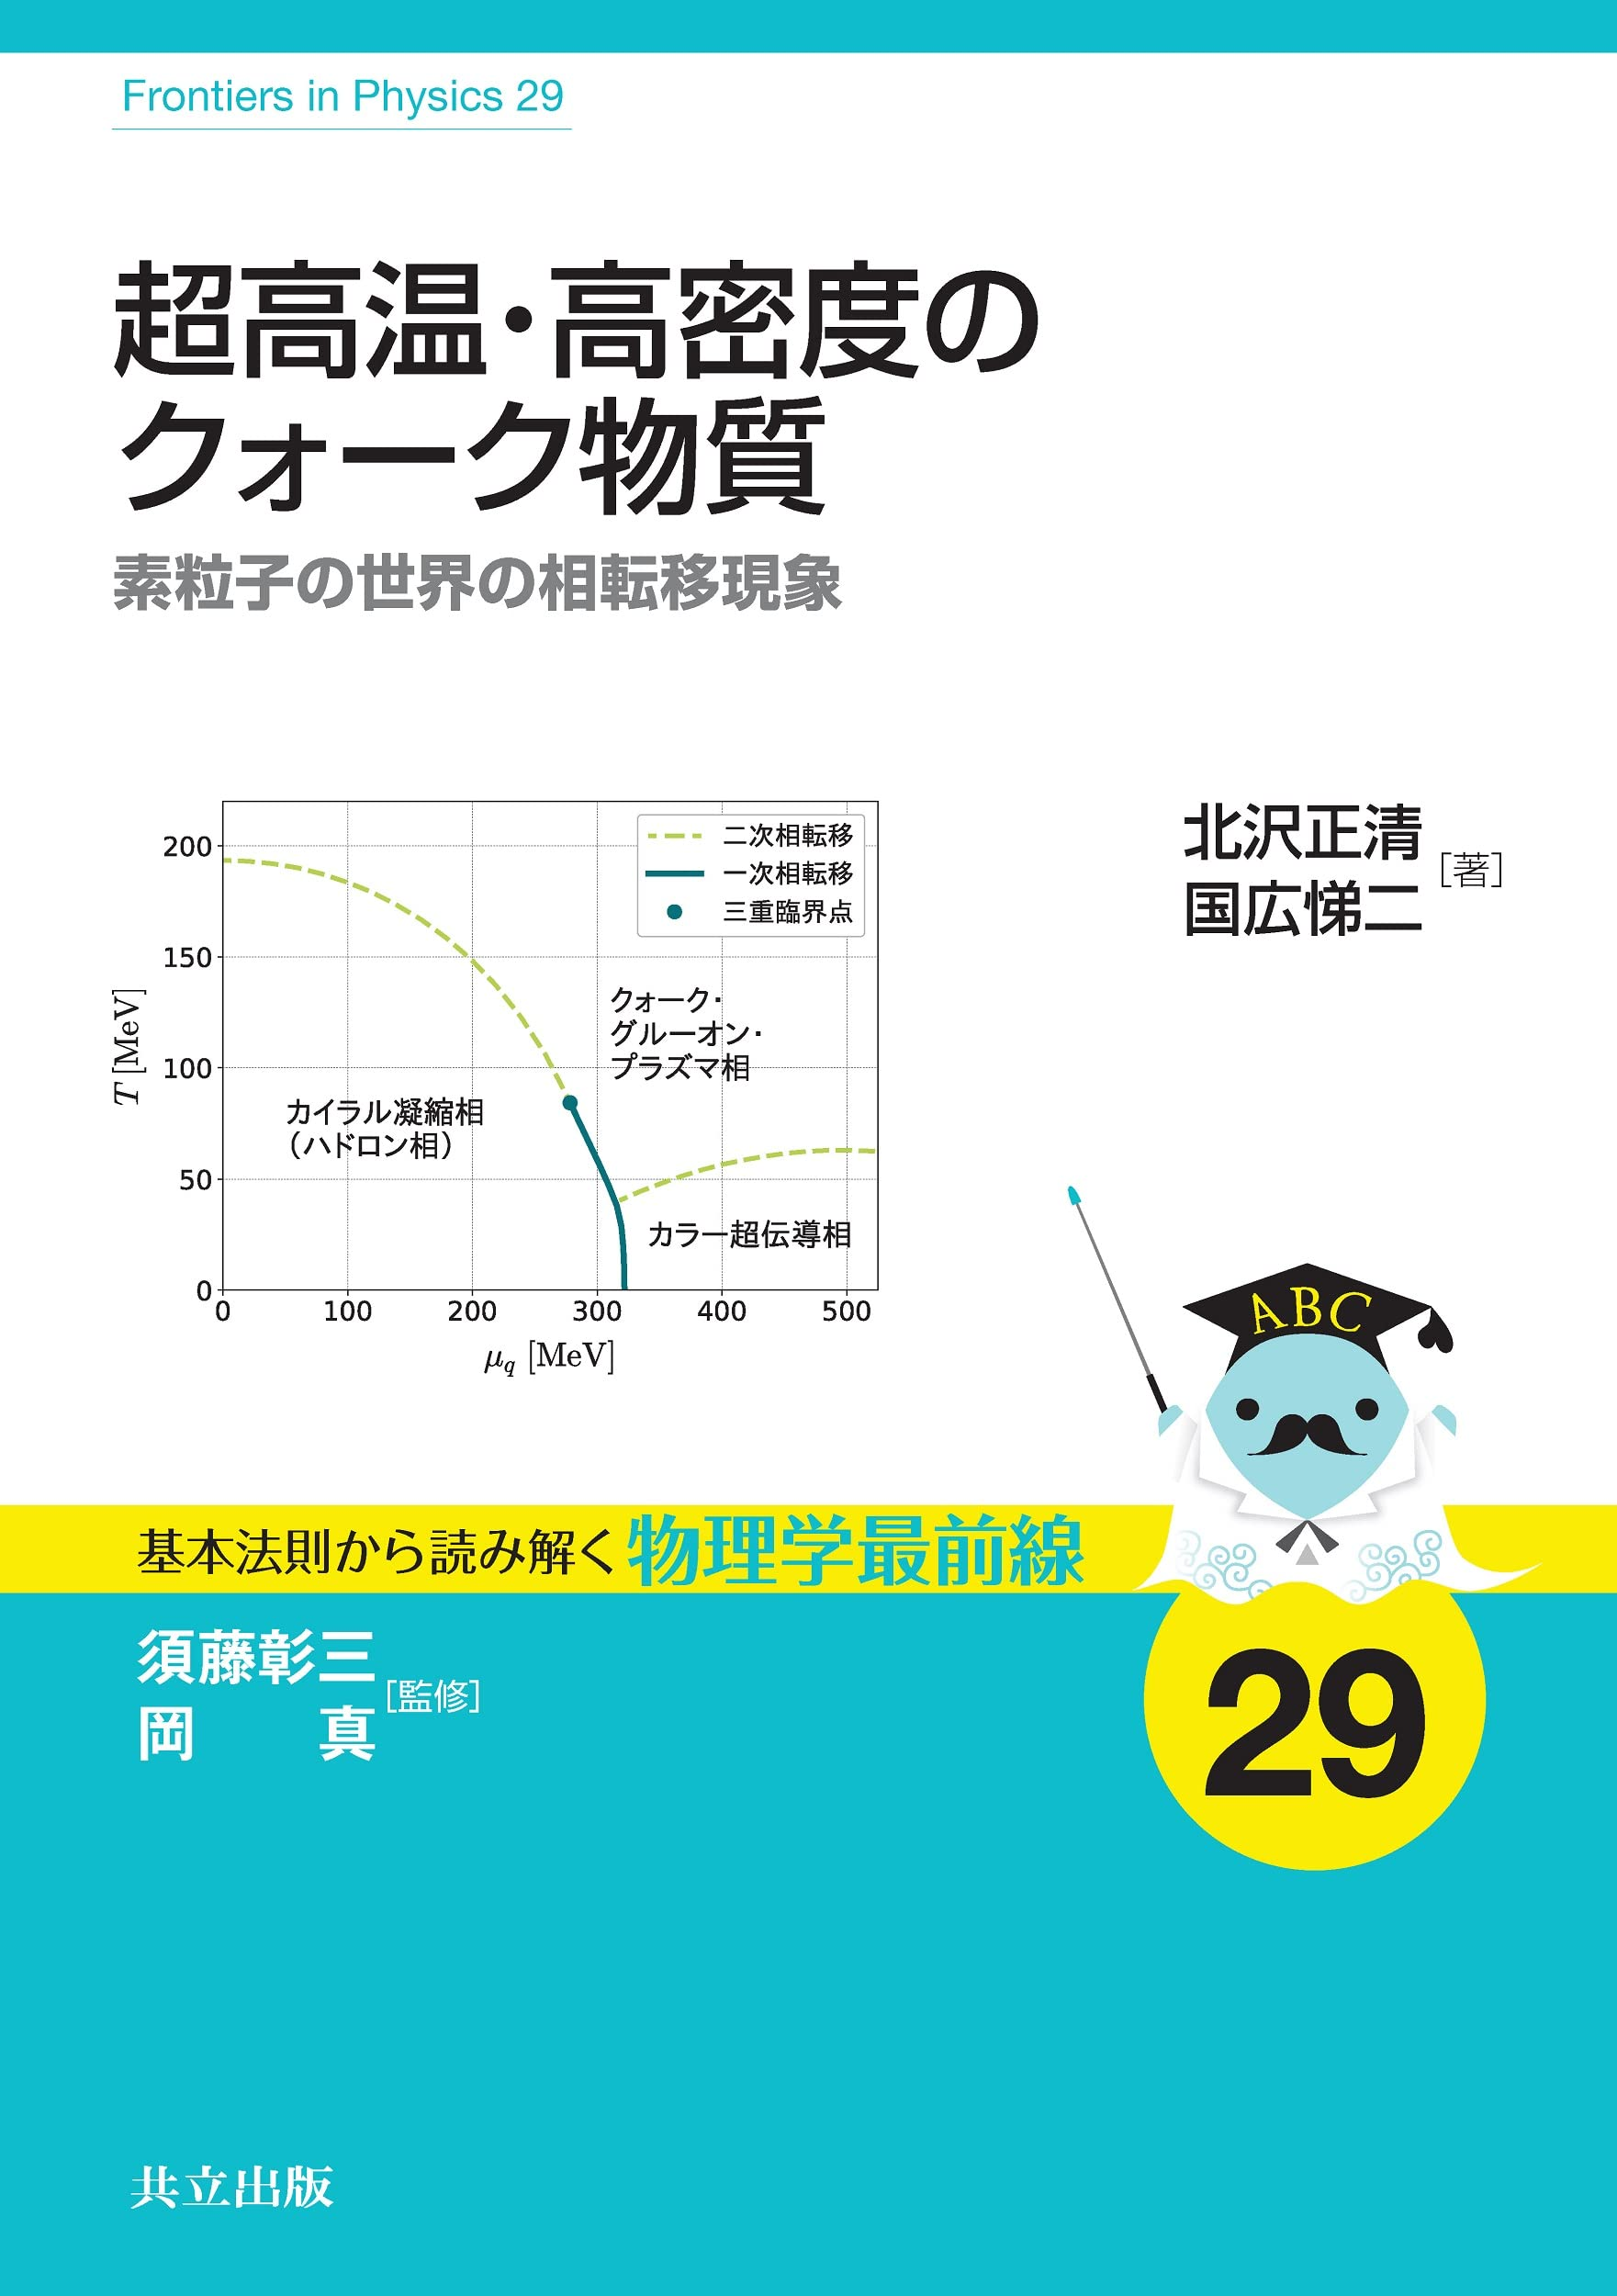 Frontiers in Physics 29
超高温・高密度の
クォーク物質
素粒子の世界の相転移現象
北沢正清
国広悌二
[著]
二次相転移
一次相転移
三重臨界点
クォーク・
グルーオン・
プラズマ相
カイラル凝縮相
（ハドロン相）
カラー超伝導相
T [MeV]
200
150
100
50
0
0 100 200 300 400 500
μq [MeV]
ABC
基本法則から読み解く物理学最前線
29
須藤彰三
岡 真
[監修]
共立出版